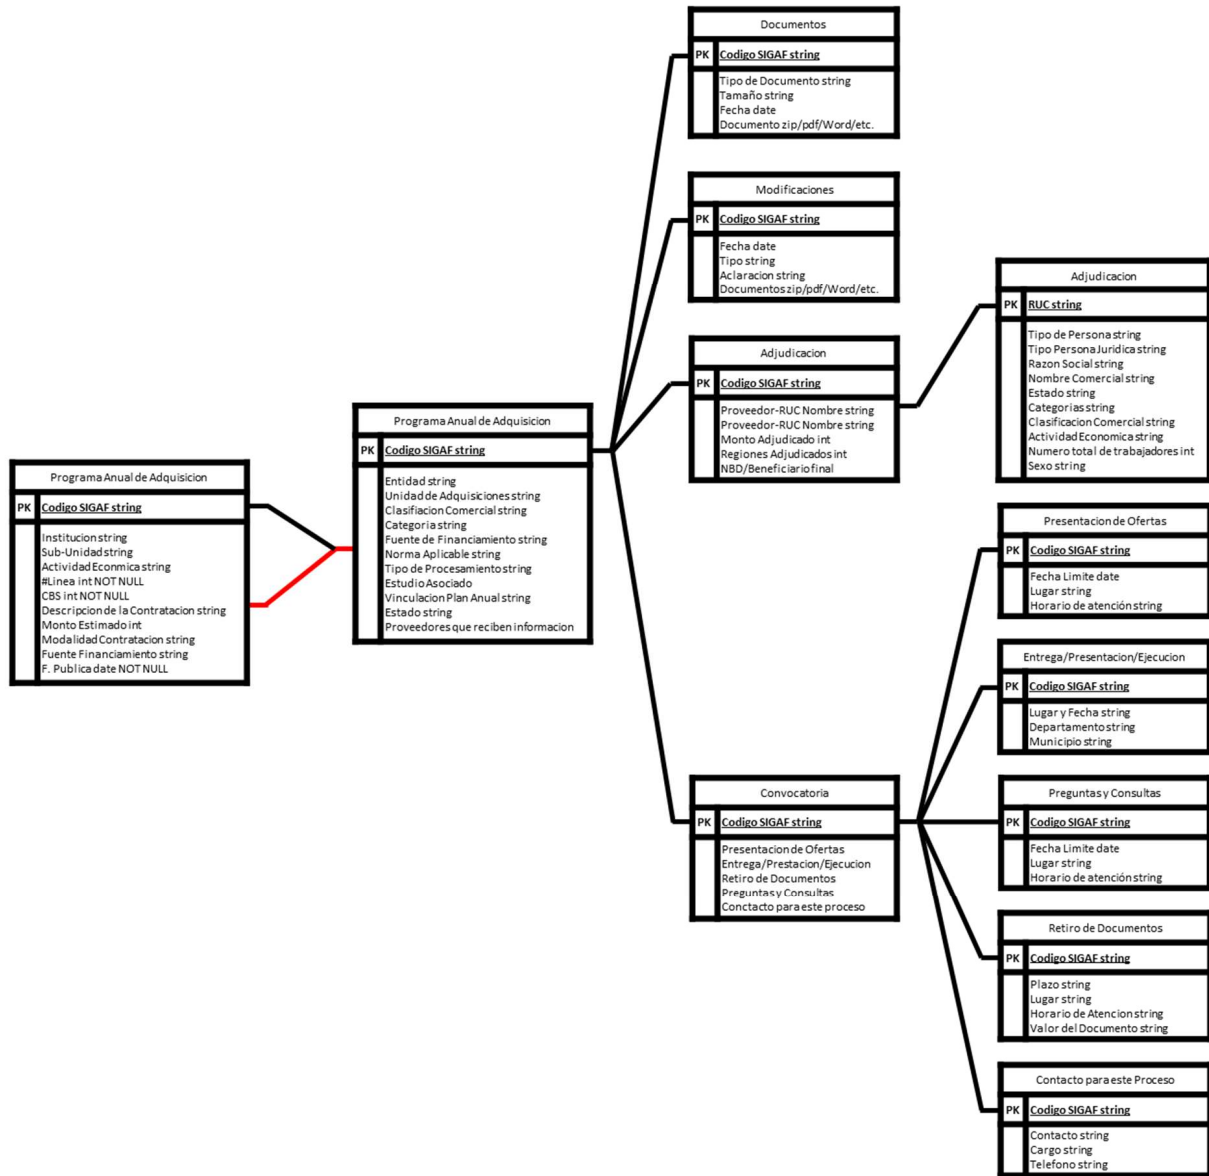 Programa Anual de Adquisicion
PK Codigo SIGAF string
Institucion string
Sub-Unidad string
Actividad Econmica string
#Linea int NOT NULL
CBS int NOT NULL
Descripcion de la Contratacion string
Monto Estimado int
Modalidad Contratacion string
Fuente Financiamiento string
F. Publica date NOT NULL
Programa Anual de Adquisicion
PK Codigo SIGAF string
Entidad string
Unidad de Adquisiciones string
Clasifiacion Comercial string
Categoria string
Fuente de Financiamiento string
Norma Aplicable string
Tipo de Procesamiento string
Estudio Asociado
Vinculacion Plan Anual string
Estado string
Proveedores que reciben informacion
Documentos
PK Codigo SIGAF string
Tipo de Documento string
Tamaño string
Fecha date
Documento zip/pdf/Word/etc.
Modificaciones
PK Codigo SIGAF string
Fecha date
Tipo string
Aclaracion string
Documentos zip/pdf/Word/etc.
Adjudicacion
PK Codigo SIGAF string
Proveedor-RUC Nombre string
Proveedor-RUC Nombre string
Monto Adjudicado int
Regiones Adjudicados int
NBD/Beneficiario final
Convocatoria
PK Codigo SIGAF string
Presentacion de Ofertas
Entrega/Prestacion/Ejecucion
Retiro de Documentos
Preguntas y Consultas
Conctacto para este proceso
Adjudicacion
PK RUC string
Tipo de Persona string
Tipo Persona Juridica string
Razon Social string
Nombre Comercial string
Estado string
Categorias string
Clasificacion Comercial string
Actividad Economica string
Numero total de trabajadores int
Sexo string
Presentacion de Ofertas
PK Codigo SIGAF string
Fecha Limite date
Lugar string
Horario de atención string
Entrega/Presentacion/Ejecucion
PK Codigo SIGAF string
Lugar y Fecha string
Departamento string
Municipio string
Preguntas y Consultas
PK Codigo SIGAF string
Fecha Limite date
Lugar string
Horario de atención string
Retiro de Documentos
PK Codigo SIGAF string
Plazo string
Lugar string
Horario de Atencion string
Valor del Documento string
Contacto para este Proceso
PK Codigo SIGAF string
Contacto string
Cargo string
Telefono string